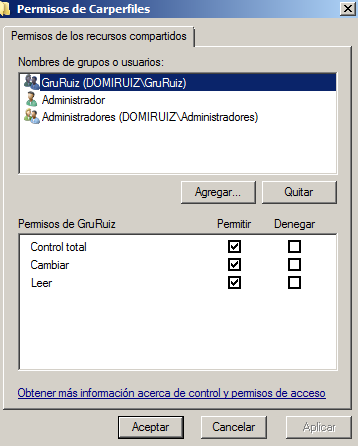 Permisos de Carperfiles
Permisos de los recursos compartidos
Nombres de grupos o usuarios:
GruRuiz (DOMIRUIZ\GruRuiz)
Administrador
Administradores (DOMIRUIZ\Administradores)
Agregar... Quitar
Permisos de GruRuiz Permitir Denegar
Control total
Cambiar
Leer
Obtener más información acerca de control y permisos de acceso
Aceptar Cancelar Aplicar